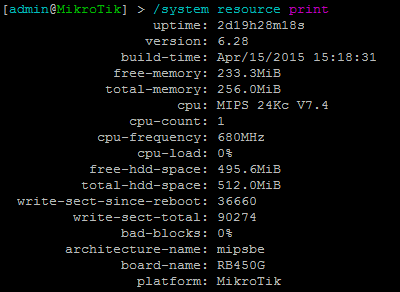 [admin@MikroTik] > /system resource print
uptime: 2d19h28m18s
version: 6.28
build-time: Apr/15/2015 15:18:31
free-memory: 233.3MiB
total-memory: 256.0MiB
cpu: MIPS 24Kc V7.4
cpu-count: 1
cpu-frequency: 680MHz
cpu-load: 0%
free-hdd-space: 495.6MiB
total-hdd-space: 512.0MiB
write-sect-since-reboot: 36660
write-sect-total: 90274
bad-blocks: 0%
architecture-name: mipsbe
board-name: RB450G
platform: MikroTik